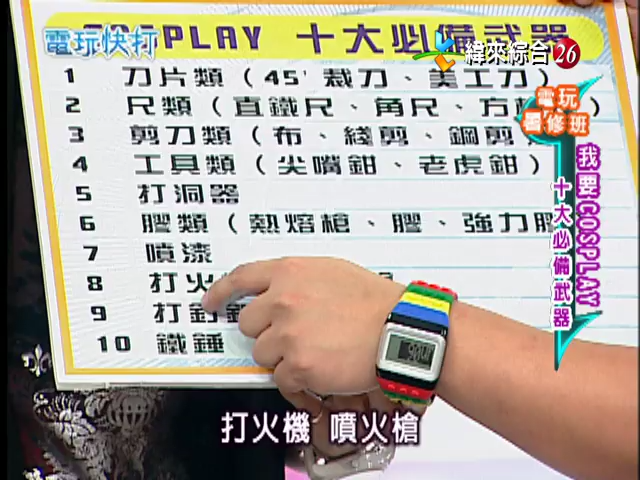 電玩快打
COSPLAY 十大必備武器
緯來綜合 26
1 刀片類（45° 裁刀、美工刀）
2 尺類（直鐵尺、角尺、方
3 剪刀類（布、綫剪、鋼剪
4 工具類（尖嘴鉗、老虎鉗）
5 打洞器
6 膠類（熱熔槍、膠、強力膠
7 噴漆
8 打火
9 打釘
10 鐵錘
電玩
修班
我要COSPLAY
十大必備武器
打火機 噴火槍